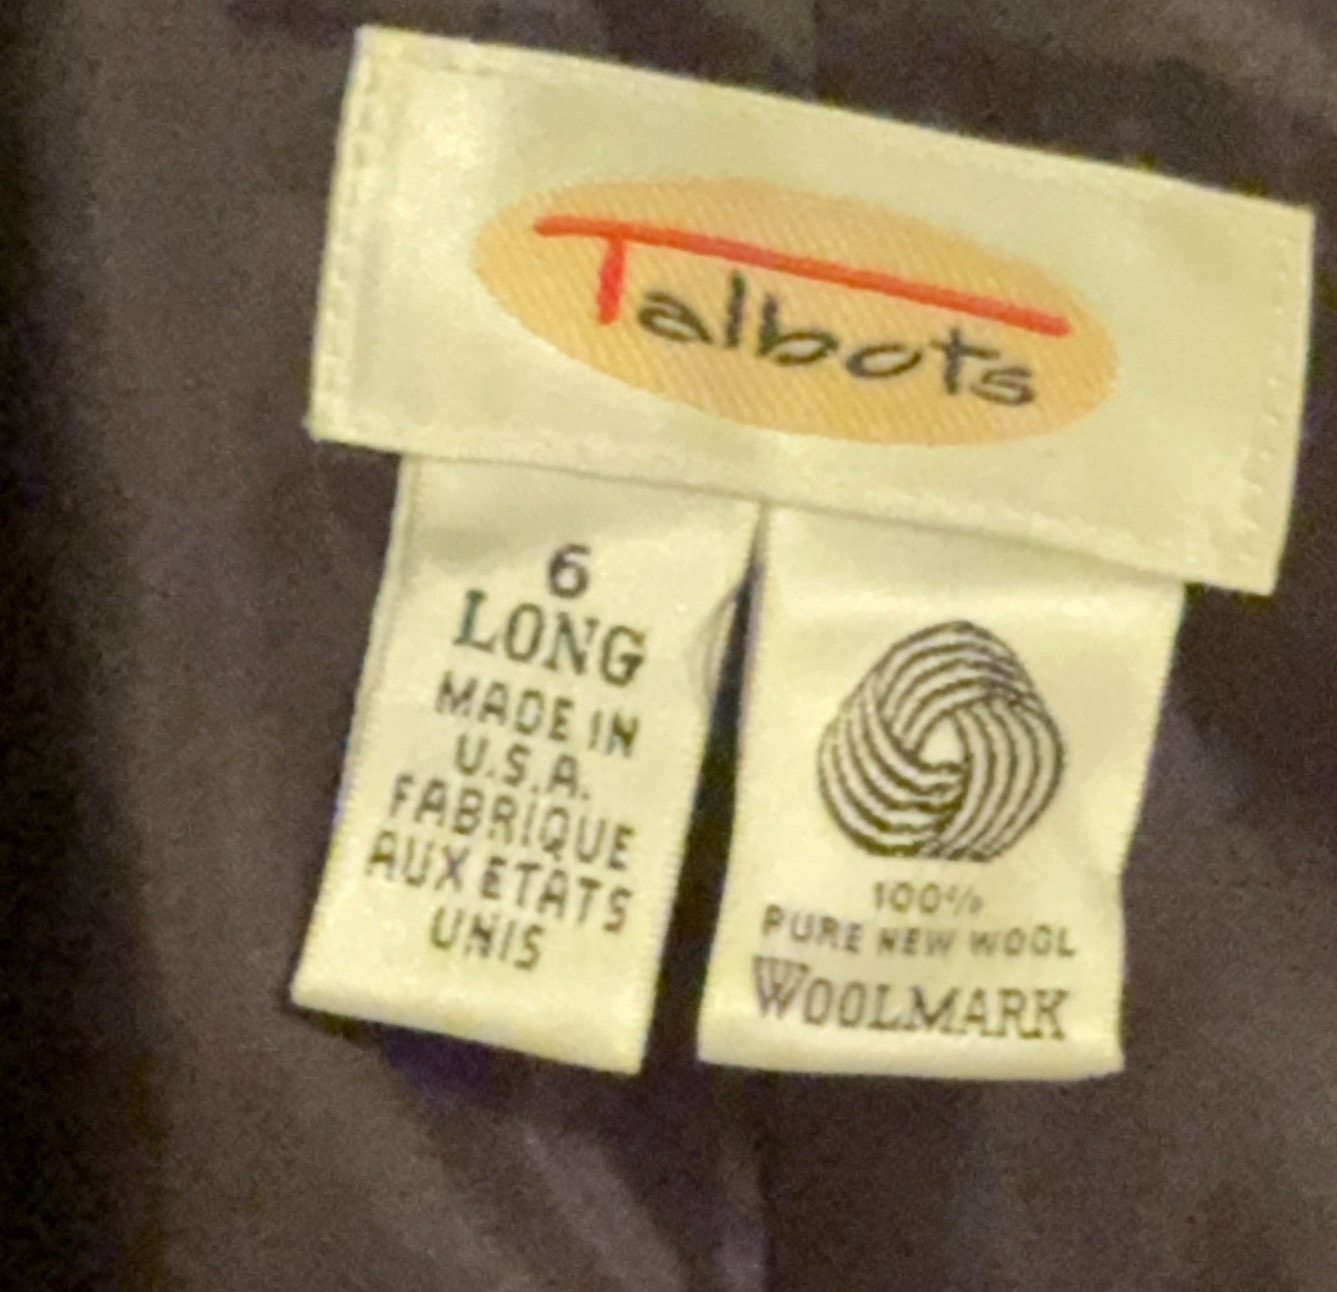 Talbots
6
LONG
MADE IN
U.S.A.
FABRIQUE
AUX ETATS
UNIS
100%
PURE NEW WOOL
WOOLMARK